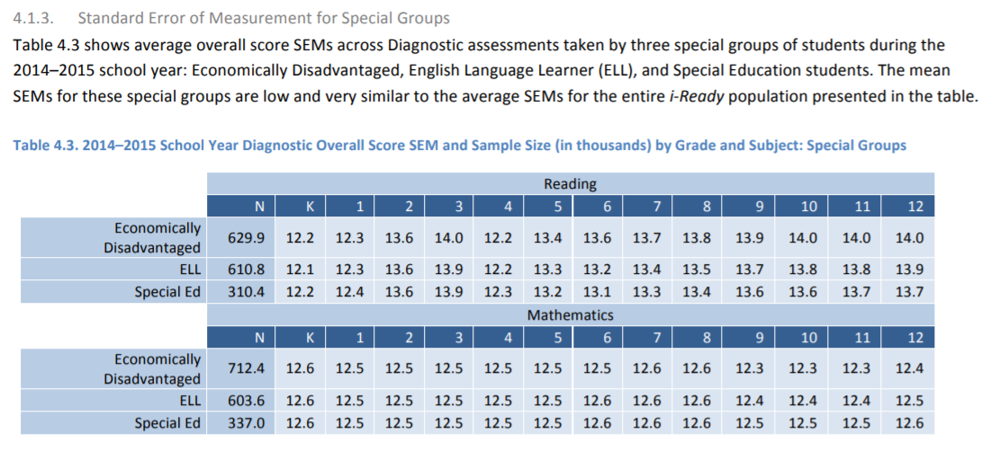 4.1.3. Standard Error of Measurement for Special Groups
Table 4.3 shows average overall score SEMs across Diagnostic assessments taken by three special groups of students during the
2014–2015 school year: Economically Disadvantaged, English Language Learner (ELL), and Special Education students. The mean
SEMs for these special groups are low and very similar to the average SEMs for the entire i-Ready population presented in the table.
Table 4.3. 2014–2015 School Year Diagnostic Overall Score SEM and Sample Size (in thousands) by Grade and Subject: Special Groups
Reading
N K 1 2 3 4 5 6 7 8 9 10 11 12
Economically
Disadvantaged 629.9 12.2 12.3 13.6 14.0 12.2 13.4 13.6 13.7 13.8 13.9 14.0 14.0 14.0
ELL 610.8 12.1 12.3 13.6 13.9 12.2 13.3 13.2 13.4 13.5 13.7 13.8 13.8 13.9
Special Ed 310.4 12.2 12.4 13.6 13.9 12.3 13.2 13.1 13.3 13.4 13.6 13.6 13.7 13.7
Mathematics
N K 1 2 3 4 5 6 7 8 9 10 11 12
Economically
Disadvantaged 712.4 12.6 12.5 12.5 12.5 12.5 12.5 12.5 12.6 12.6 12.3 12.3 12.3 12.4
ELL 603.6 12.6 12.5 12.5 12.5 12.5 12.5 12.6 12.6 12.6 12.4 12.4 12.4 12.5
Special Ed 337.0 12.6 12.5 12.5 12.5 12.5 12.5 12.6 12.6 12.6 12.5 12.5 12.5 12.6